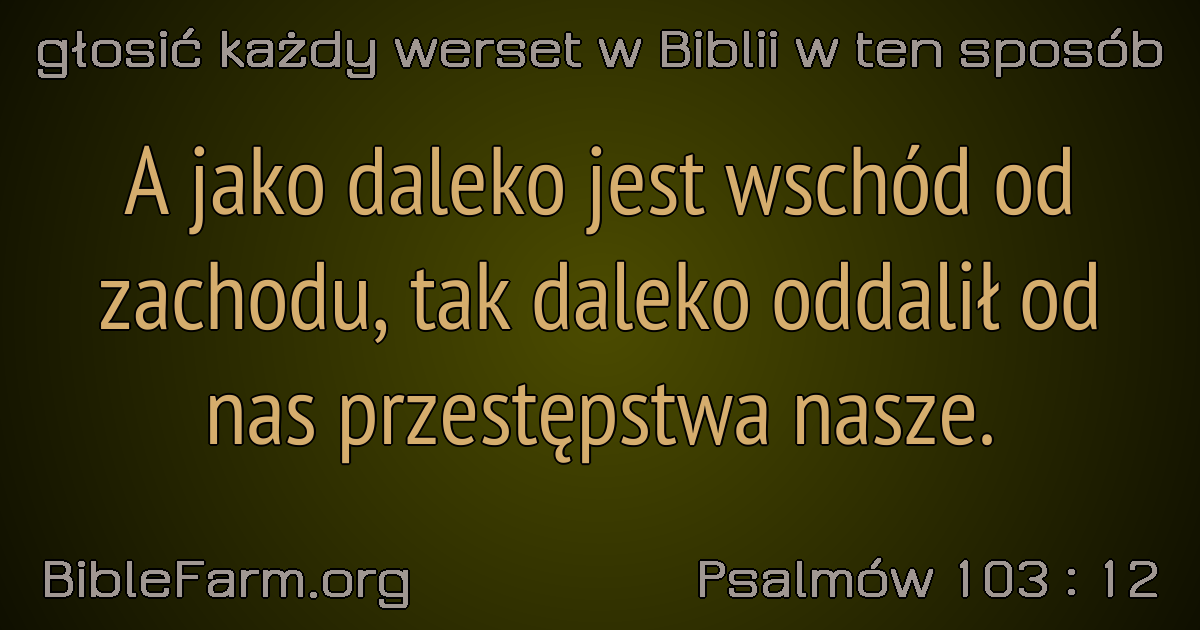 głosić każdy werset w Biblii w ten sposób
A jako daleko jest wschód od
zachodu, tak daleko oddalił od
nas przestępstwa nasze.
BibleFarm.org
Psalmów 103 : 12